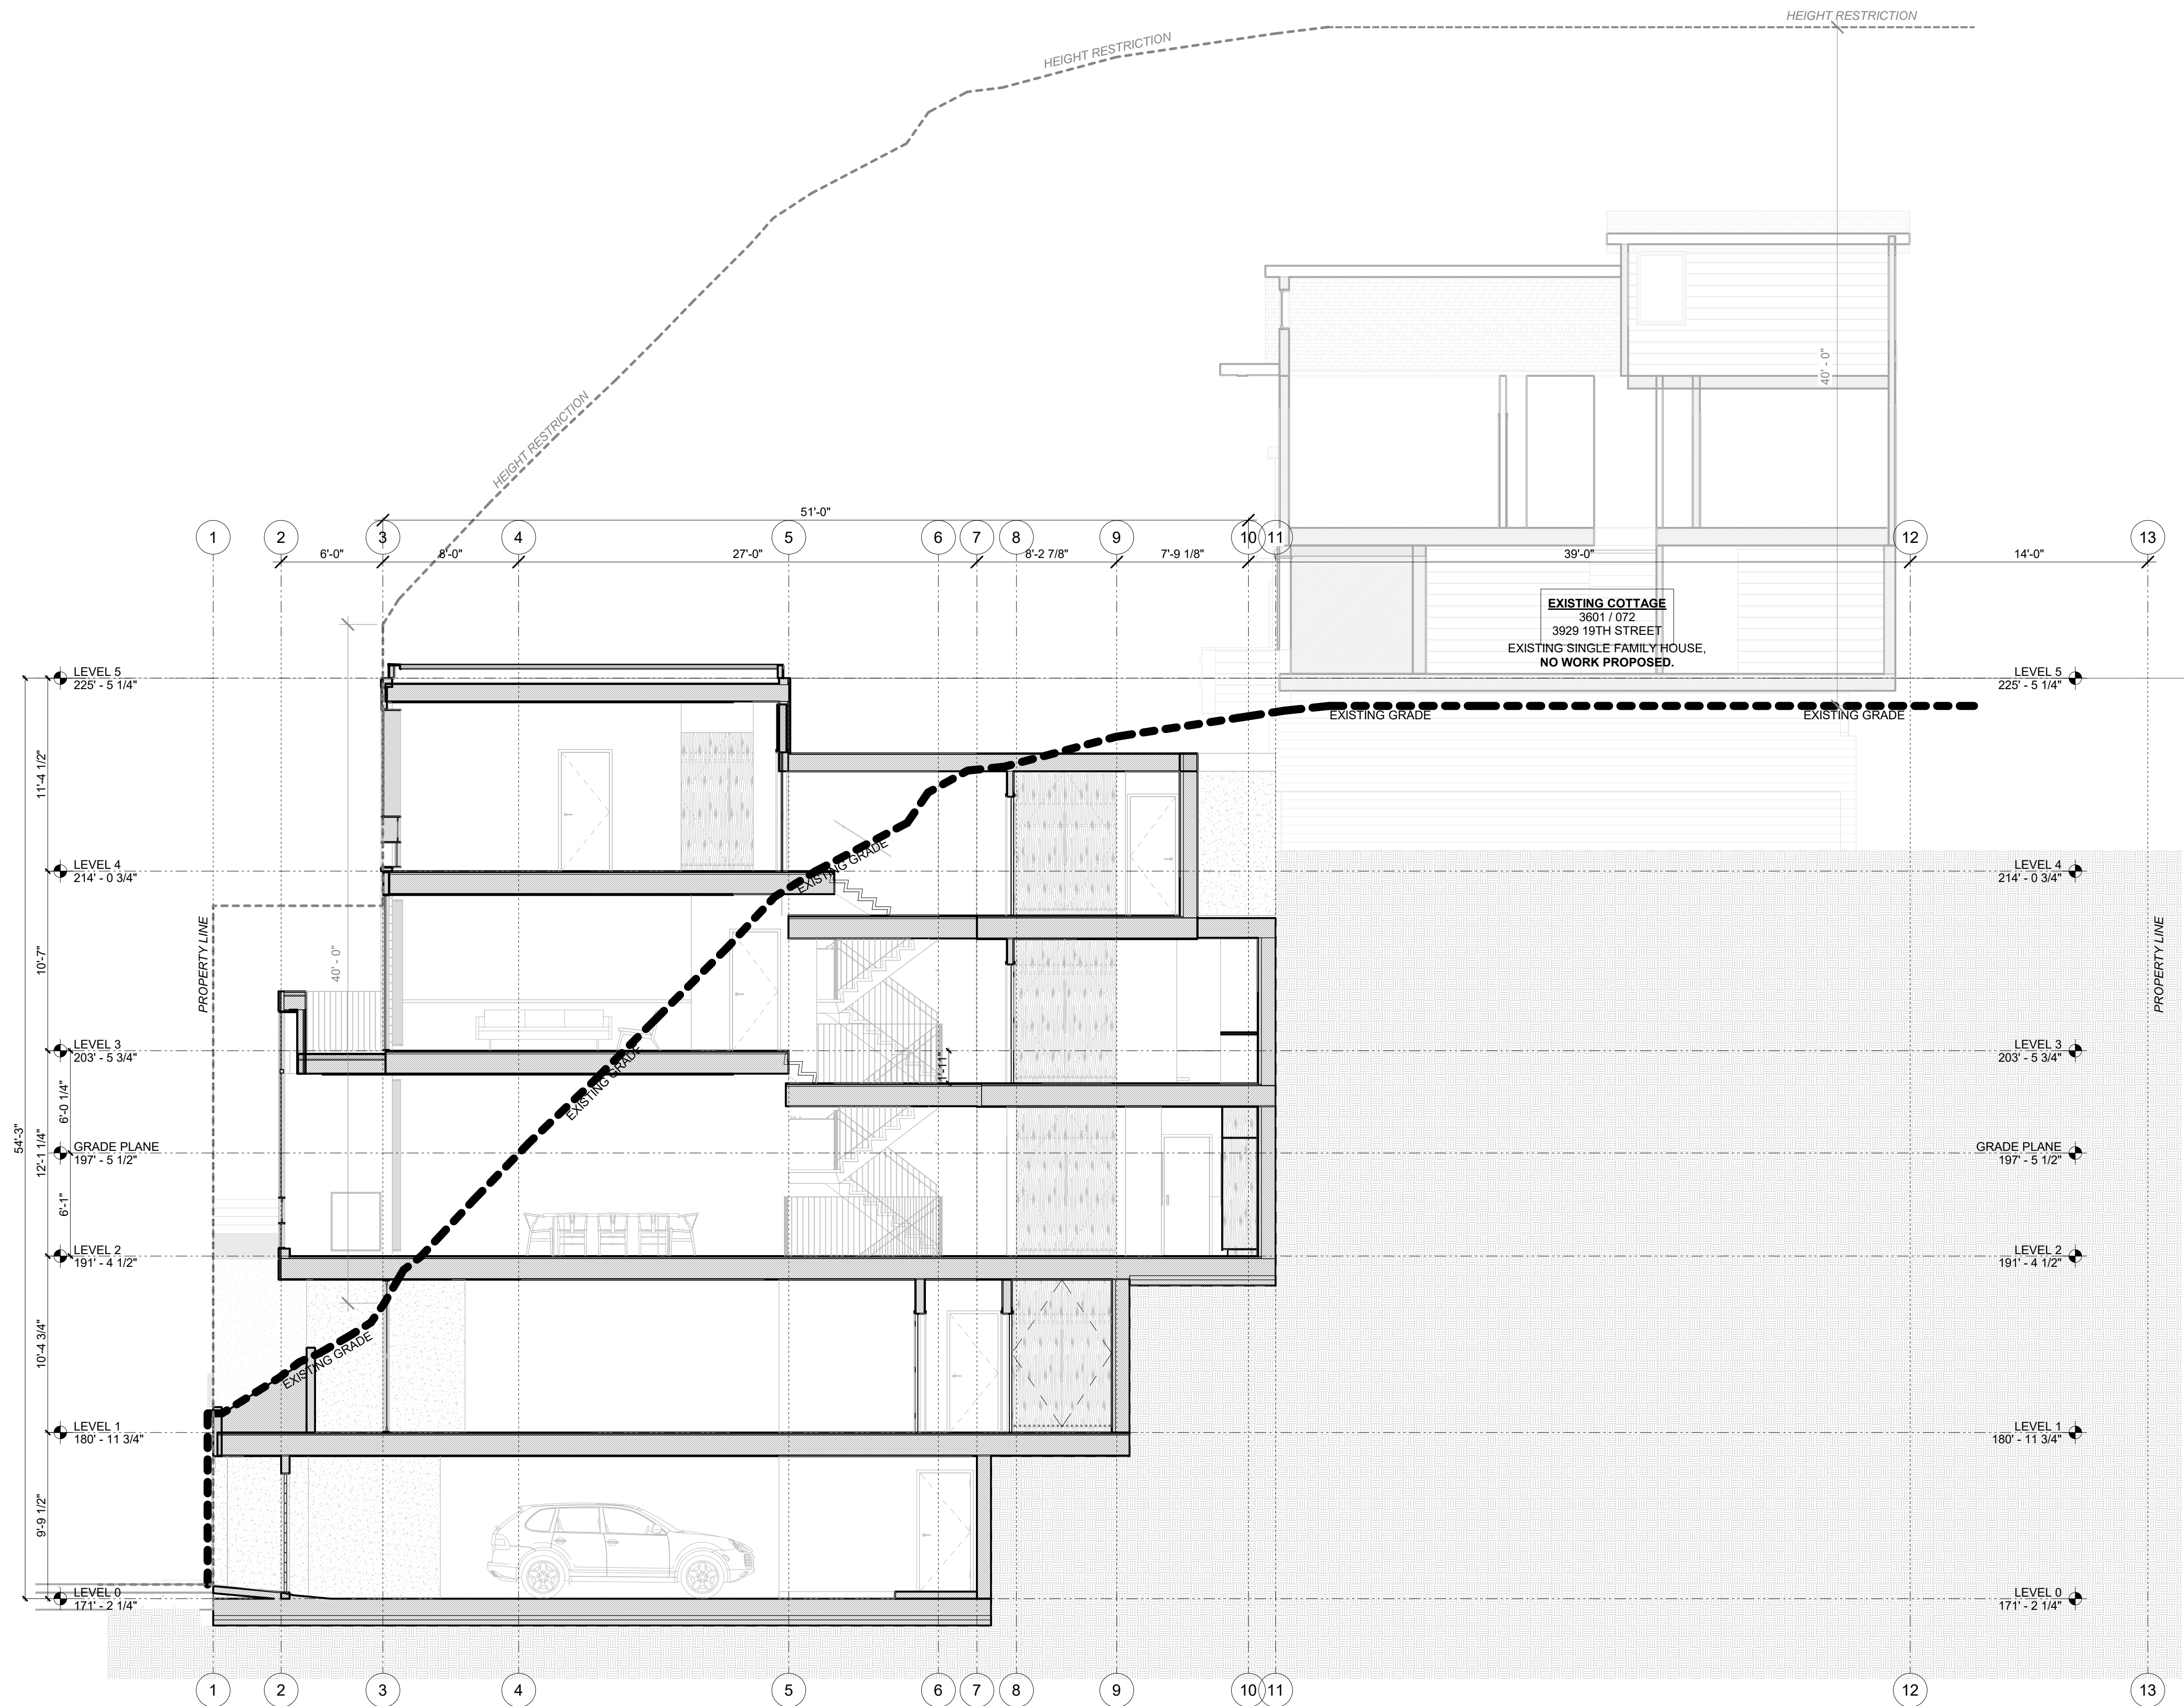 HEIGHT RESTRICTION
HEIGHT RESTRICTION
HEIGHT RESTRICTION
40' - 0"
51'-0"
1 2 3 4 5 6 7 8 9 10 11 12 13
6'-0" 8'-0" 27'-0" 8'-2 7/8" 7'-9 1/8" 39'-0" 14'-0"
EXISTING COTTAGE
3601 / 072
3929 19TH STREET
EXISTING SINGLE FAMILY HOUSE,
NO WORK PROPOSED.
LEVEL 5
225' - 5 1/4"
LEVEL 5
225' - 5 1/4"
EXISTING GRADE
EXISTING GRADE
11'-4 1/2"
EXISTING GRADE
LEVEL 4
214' - 0 3/4"
LEVEL 4
214' - 0 3/4"
PROPERTY LINE
PROPERTY LINE
10'-7"
40' - 0"
LEVEL 3
203' - 5 3/4"
1'-11"
LEVEL 3
203' - 5 3/4"
EXISTING GRADE
6'-0 1/4"
54'-3"
12'-1 1/4"
GRADE PLANE
197' - 5 1/2"
GRADE PLANE
197' - 5 1/2"
6'-1"
LEVEL 2
191' - 4 1/2"
LEVEL 2
191' - 4 1/2"
10'-4 3/4"
EXISTING GRADE
LEVEL 1
180' - 11 3/4"
LEVEL 1
180' - 11 3/4"
9'-9 1/2"
LEVEL 0
171' - 2 1/4"
LEVEL 0
171' - 2 1/4"
1 2 3 4 5 6 7 8 9 10 11 12 13